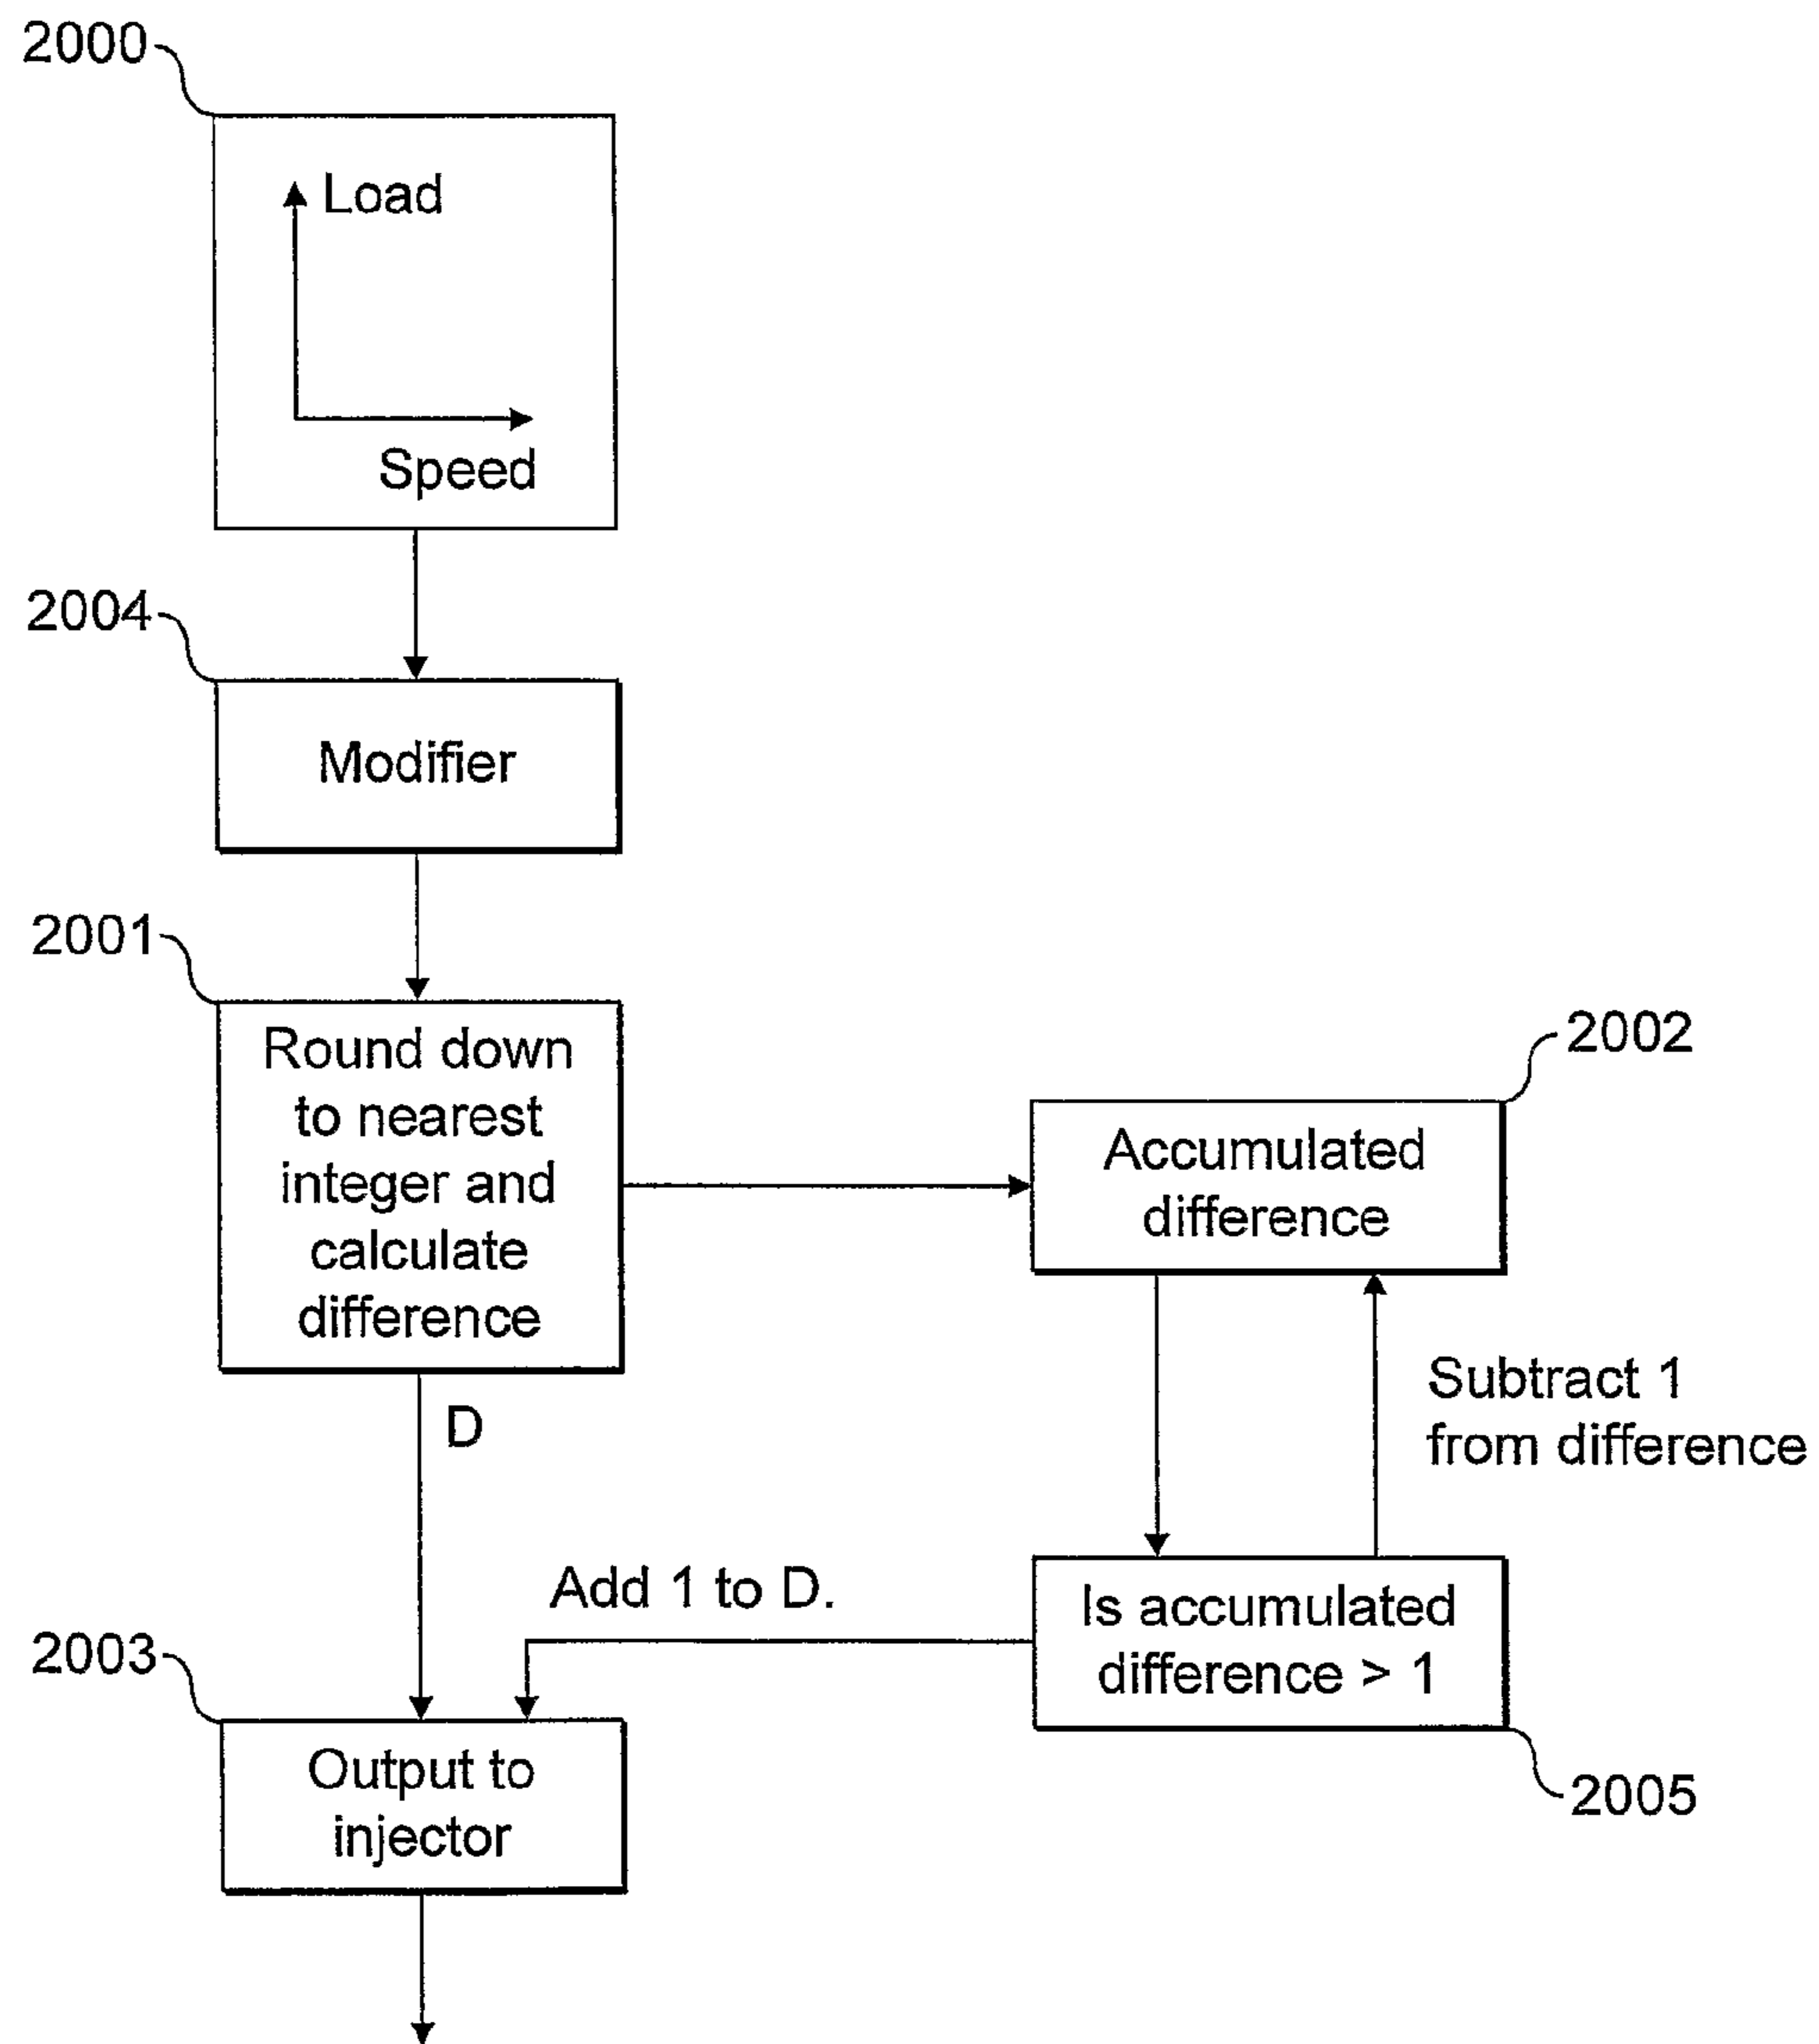 2000
Load
Speed
2004
Modifier
2001
Round down
to nearest
integer and
calculate
difference
2002
Accumulated
difference
D
Subtract 1
from difference
Add 1 to D.
Is accumulated
difference > 1
2003
Output to
injector
2005